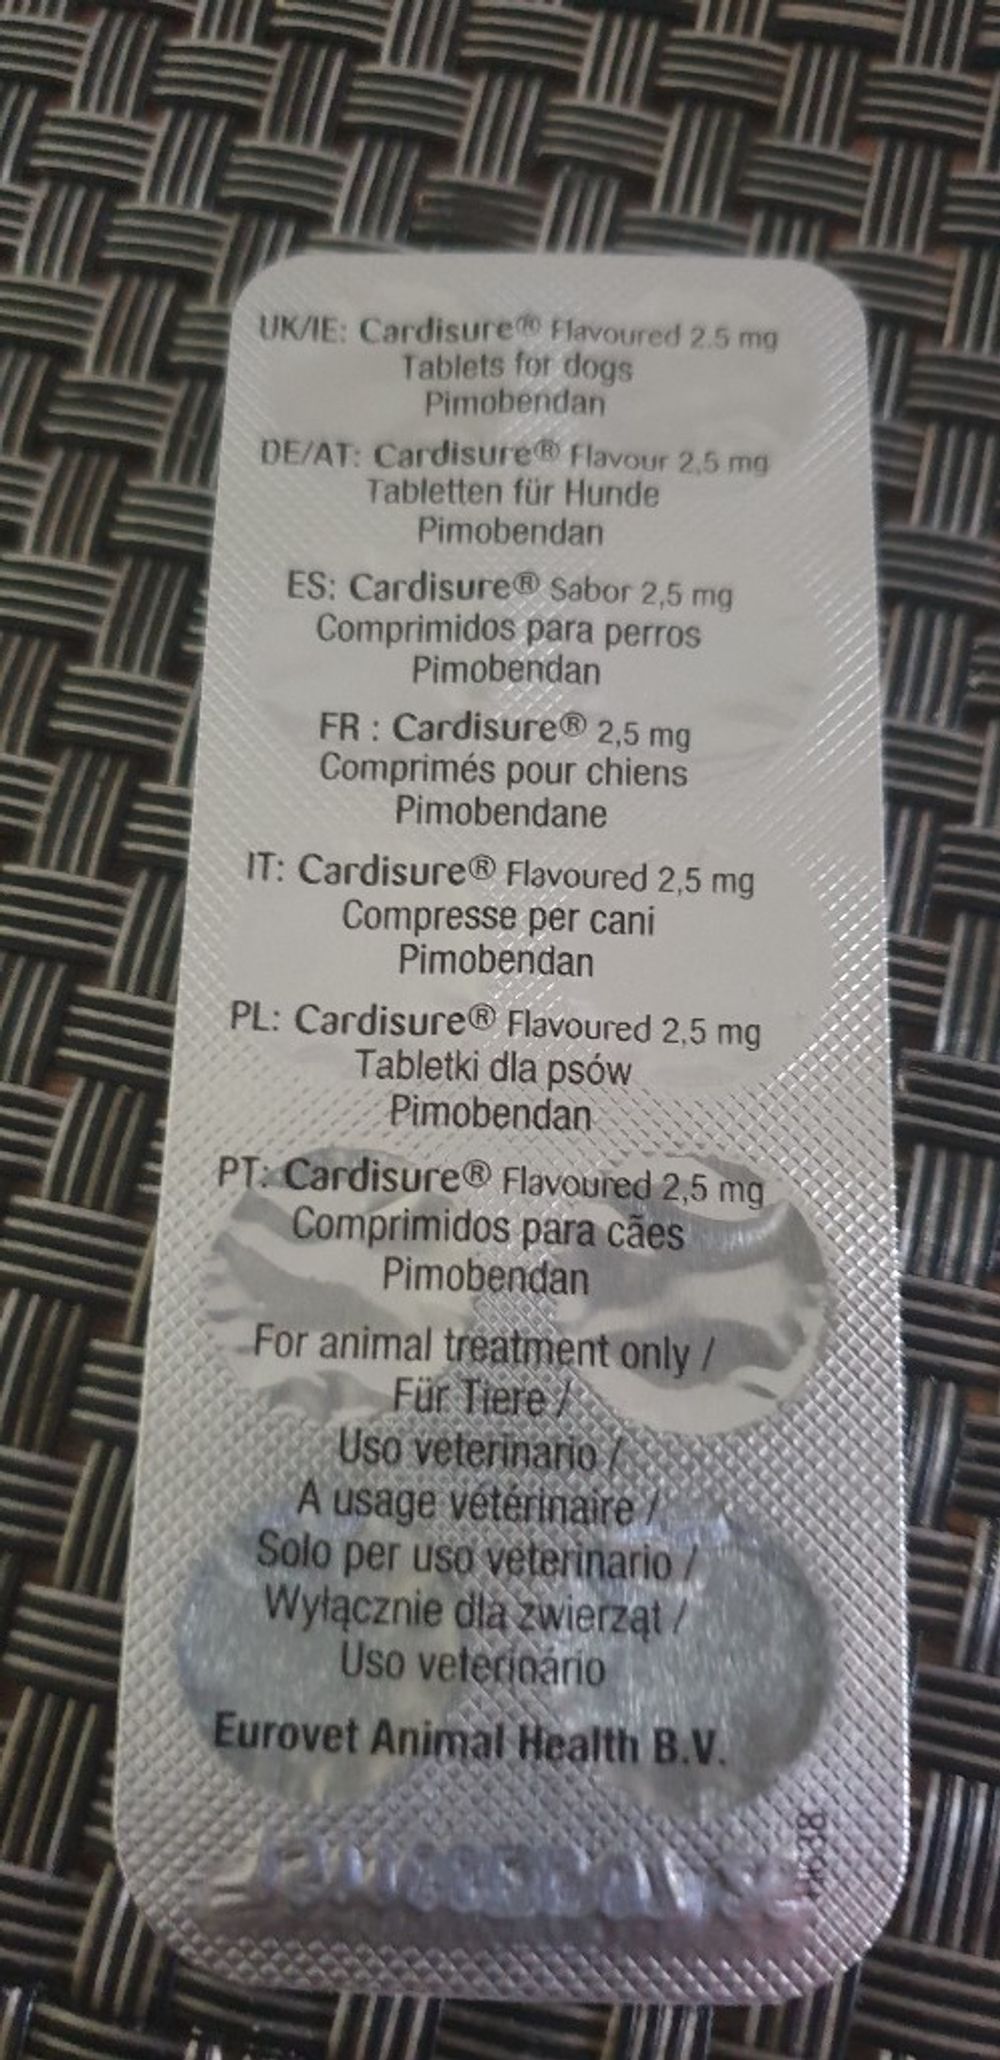 UK/IE: Cardisure® Flavoured 2.5 mg
Tablets for dogs
Pimobendan
DE/AT: Cardisure® Flavour 2,5 mg
Tabletten für Hunde
Pimobendan
ES: Cardisure® Sabor 2,5 mg
Comprimidos para perros
Pimobendan
FR : Cardisure® 2,5 mg
Comprimés pour chiens
Pimobendane
IT: Cardisure® Flavoured 2,5 mg
Compresse per cani
Pimobendan
PL: Cardisure® Flavoured 2,5 mg
Tabletki dla psów
Pimobendan
PT: Cardisure® Flavoured 2,5 mg
Comprimidos para cães
Pimobendan
For animal treatment only /
Für Tiere /
Uso veterinario /
A usage vétérinaire /
Solo per uso veterinario /
Wyłącznie dla zwierząt /
Uso veterinário
Eurovet Animal Health B.V.